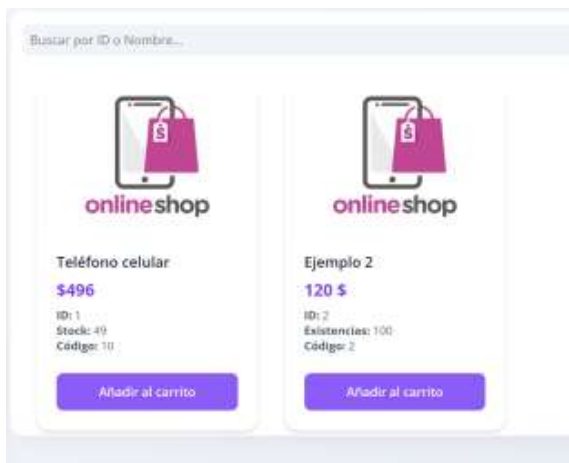 Buscar por ID o Nombre...
$
onlineshop
Teléfono celular
$496
ID: 1
Stock: 49
Código: 10
Añadir al carrito
$
onlineshop
Ejemplo 2
120 $
ID: 2
Existencias: 100
Código: 2
Añadir al carrito